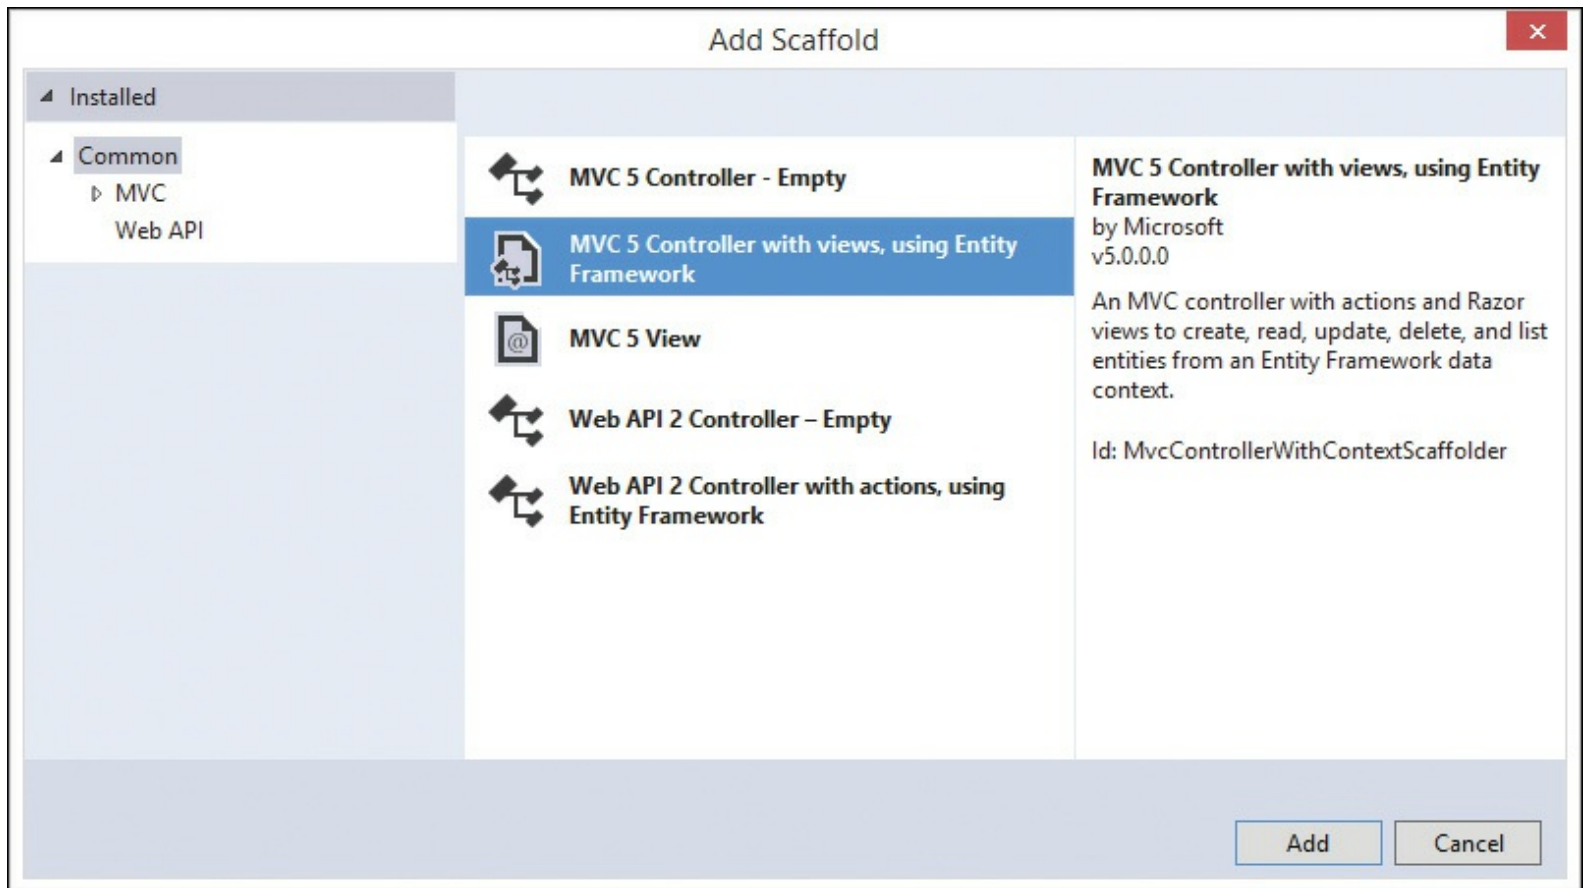 Add Scaffold
Installed
Common
MVC
Web API
MVC 5 Controller - Empty
MVC 5 Controller with views, using Entity
Framework
@
MVC 5 View
Web API 2 Controller – Empty
Web API 2 Controller with actions, using
Entity Framework
MVC 5 Controller with views, using Entity
Framework
by Microsoft
v5.0.0.0
An MVC controller with actions and Razor
views to create, read, update, delete, and list
entities from an Entity Framework data
context.
Id: MvcControllerWithContextScaffolder
Add
Cancel